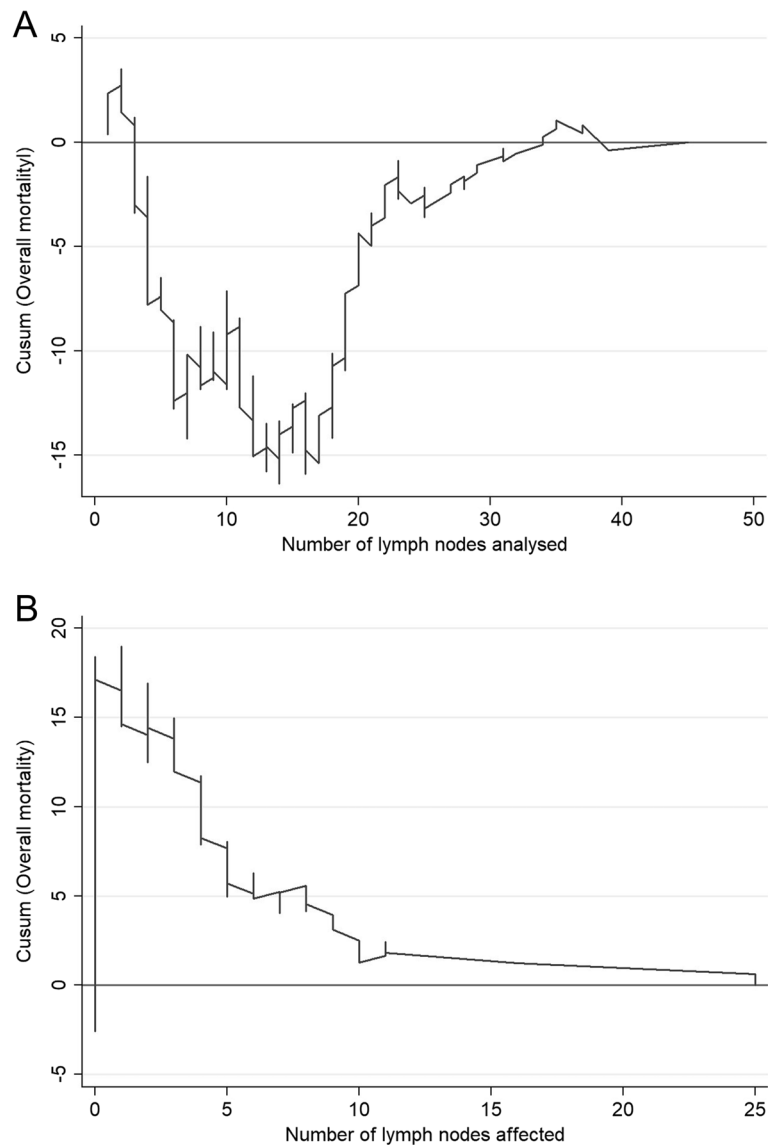 A
5
0
-5
-10
-15
Cusum (Overall mortalityl)
0 10 20 30 40 50
Number of lymph nodes analysed
B
20
15
10
5
0
-5
Cusum (Overall mortality)
0 5 10 15 20 25
Number of lymph nodes affected